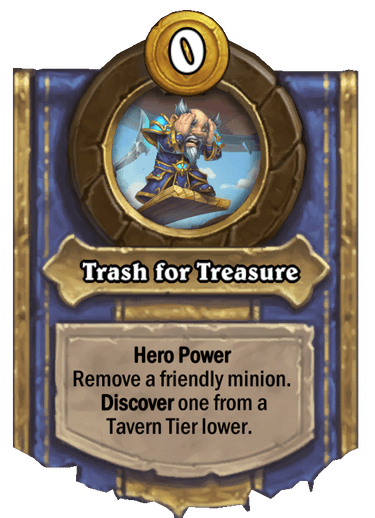 0
Trash for Treasure
Hero Power
Remove a friendly minion.
Discover one from a
Tavern Tier lower.